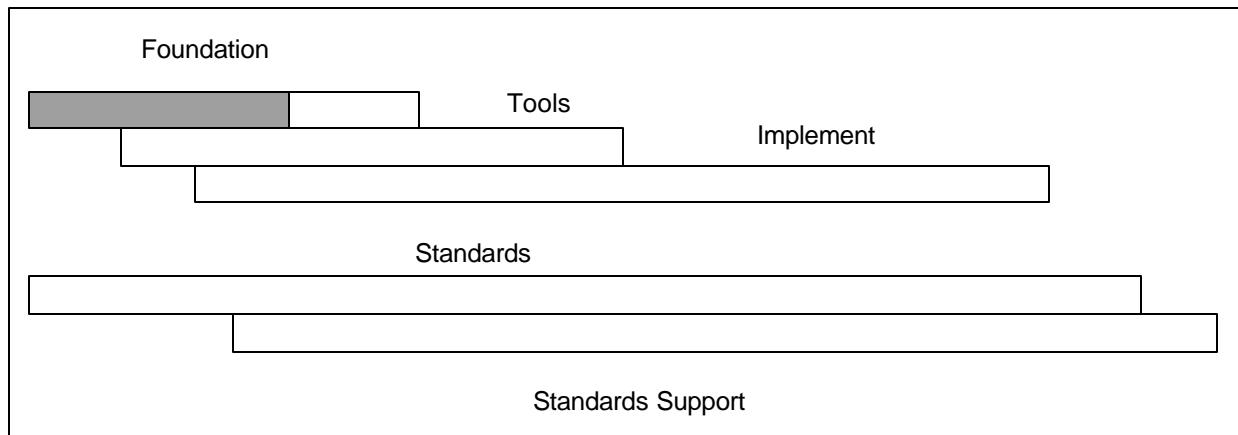 Foundation
Tools
Implement
Standards
Standards Support